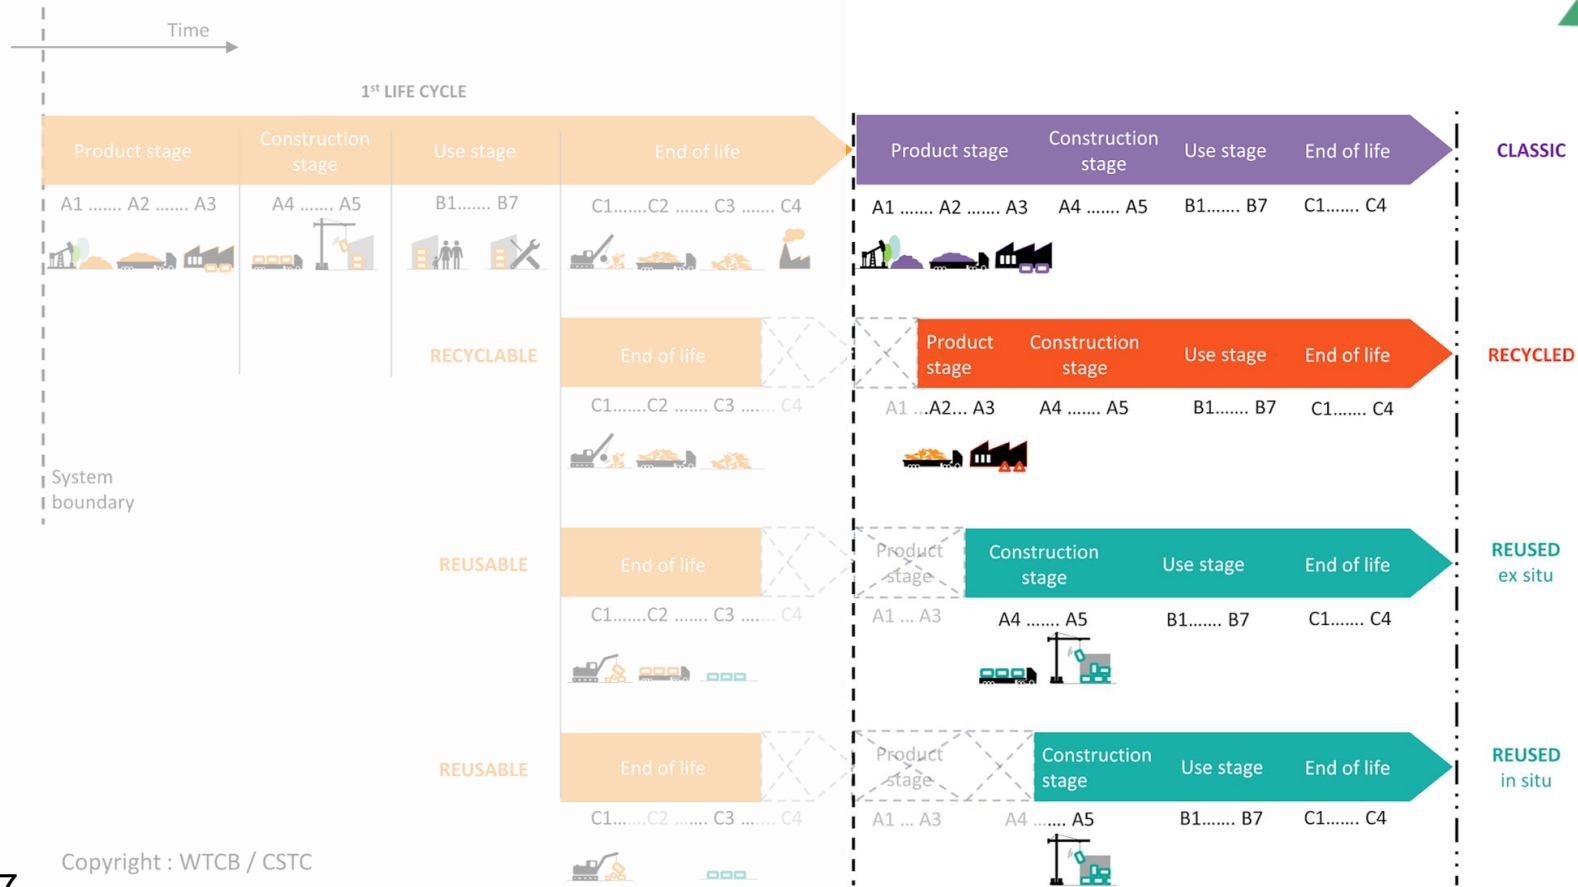 Time
1st LIFE CYCLE
Product stage
Construction
stage
Use stage
End of life
Product stage
Construction
stage
Use stage
End of life
CLASSIC
A1 ....... A2 ....... A3
A4 ....... A5
B1....... B7
C1.......C2 ....... C3 ....... C4
A1 ....... A2 ....... A3
A4 ....... A5
B1....... B7
C1....... C4
RECYCLABLE
End of life
Product
stage
Construction
stage
Use stage
End of life
RECYCLED
C1.......C2 ....... C3 ....... C4
A1 ...A2... A3
A4 ....... A5
B1....... B7
C1....... C4
System
boundary
REUSABLE
End of life
Product
stage
Construction
stage
Use stage
End of life
REUSED
ex situ
C1.......C2 ....... C3 ....... C4
A1 ... A3
A4 ....... A5
B1....... B7
C1....... C4
REUSABLE
End of life
Product
stage
Construction
stage
Use stage
End of life
REUSED
in situ
C1.......C2 ....... C3 ....... C4
A1 ... A3
A4 ....... A5
B1....... B7
C1....... C4
Copyright : WTCB / CSTC
7